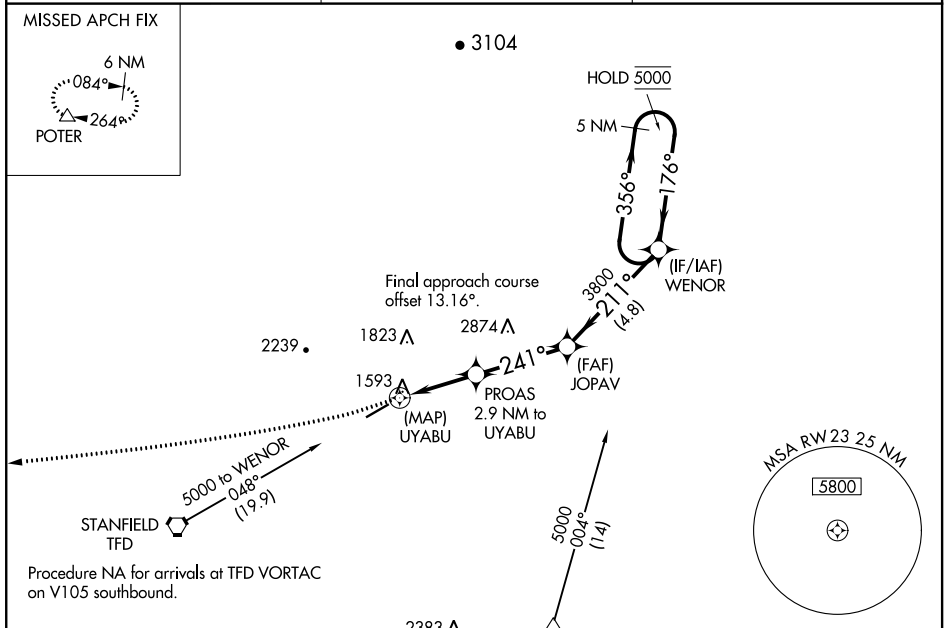 MISSED APCH FIX
6 NM
084°
264°
POTER
3104
HOLD 5000
5 NM
356°
176°
(IF/IAF)
WENOR
3800
211°
(4.8)
Final approach course
offset 13.16°.
1823
2874
2239
1593
241°
(FAF)
JOPAV
PROAS
2.9 NM to
UYABU
(MAP)
UYABU
5000 to WENOR
048°
(19.9)
STANFIELD
TFD
Procedure NA for arrivals at TFD VORTAC
on V105 southbound.
5000
004°
(14)
MSA RW23 25 NM
5800
2383